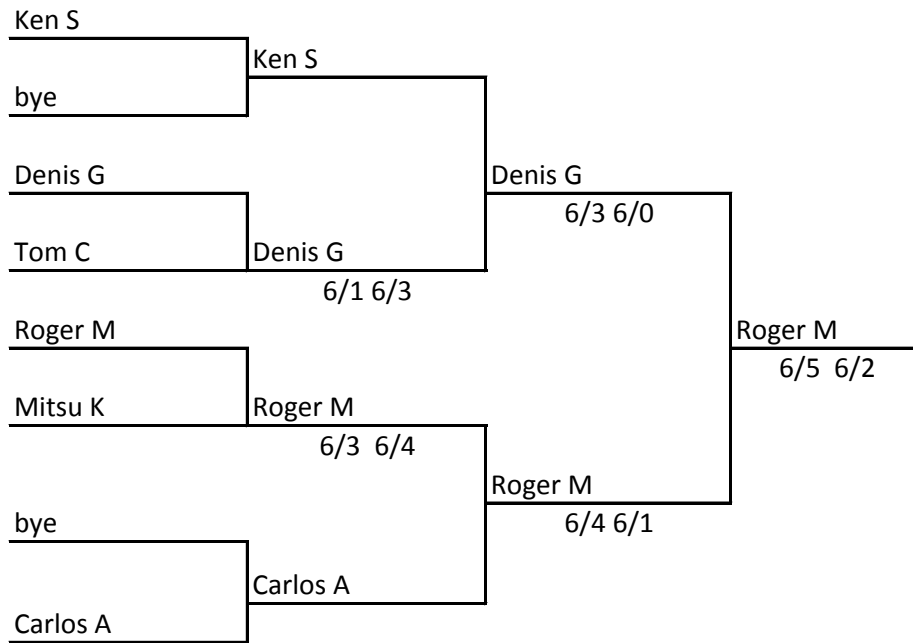 Ken S
Ken S
bye
Denis G
Denis G
6/3 6/0
Tom C
Denis G
6/1 6/3
Roger M
Roger M
6/5  6/2
Mitsu K
Roger M
6/3  6/4
Roger M
6/4 6/1
bye
Carlos A
Carlos A